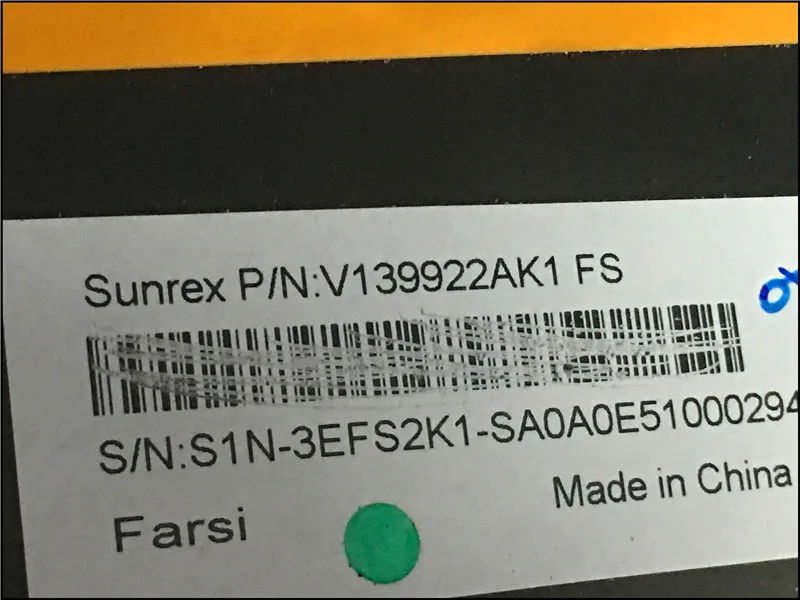 Sunrex P/N:V139922AK1 FS
S/N:S1N-3EFS2K1-SA0A0E51000294
Made in China
Farsi